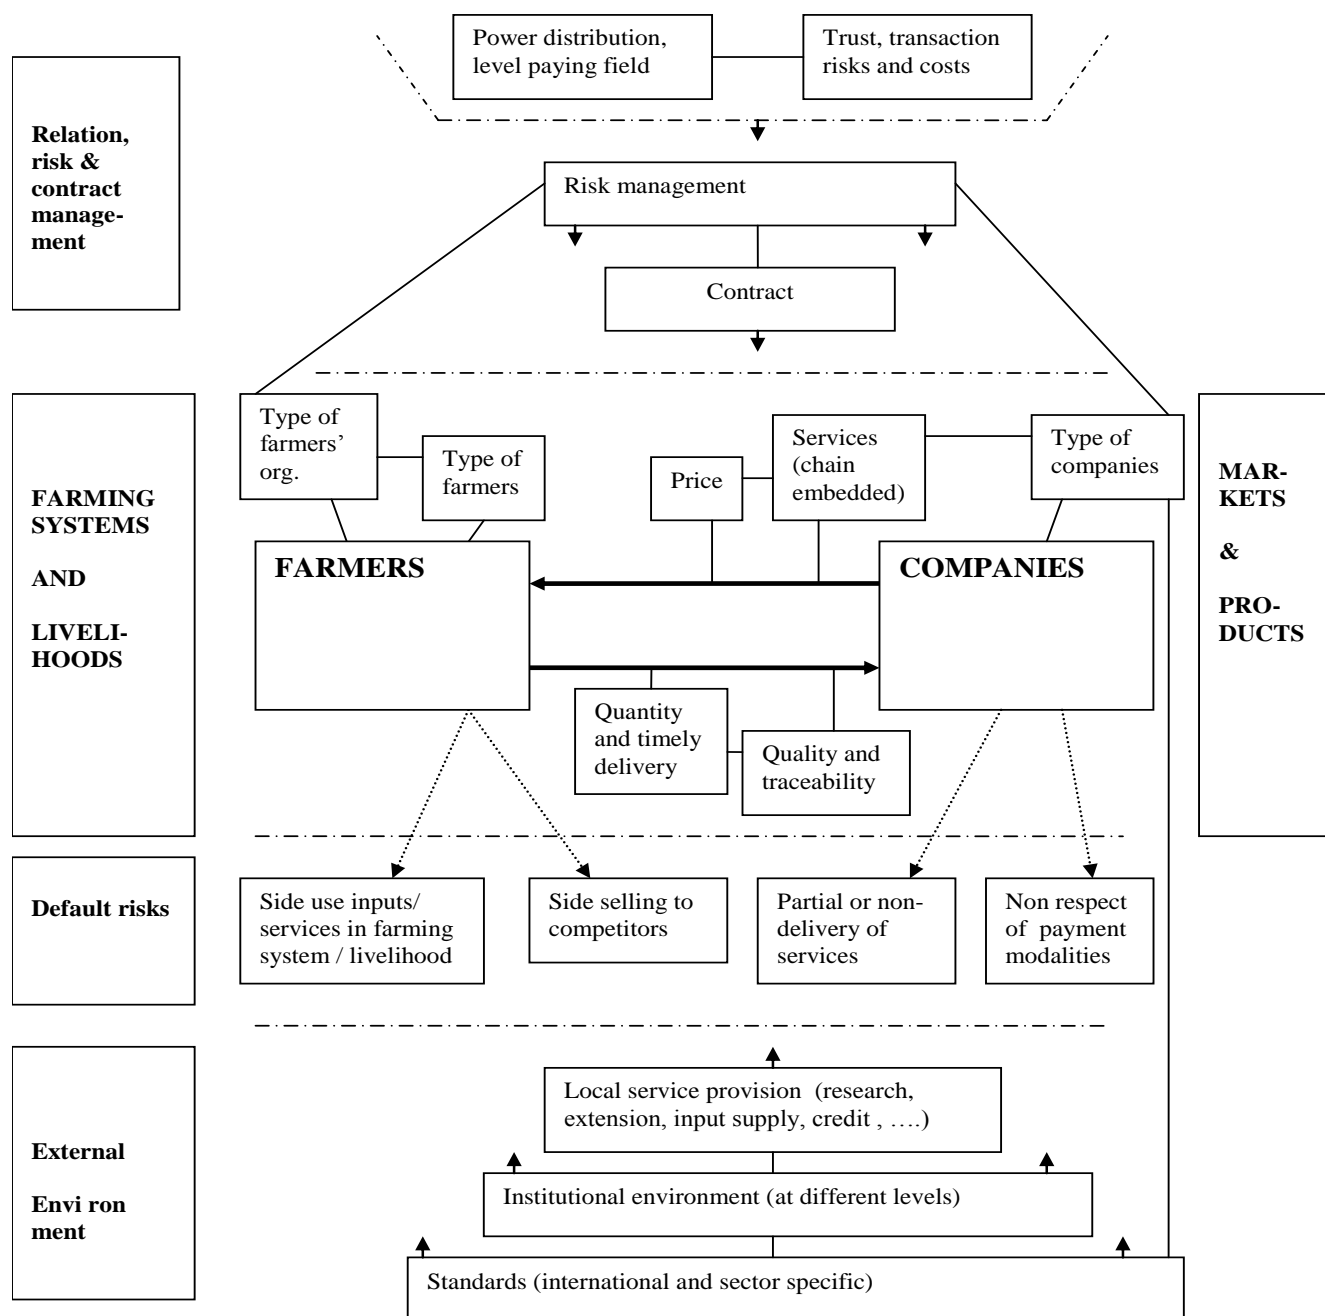 Power distribution,
level paying field
Trust, transaction
risks and costs
Relation,
risk &
contract
manage-
ment
Risk management
Contract
FARMING
SYSTEMS
AND
LIVELI-
HOODS
Type of
farmers’
org.
Type of
farmers
Price
Services
(chain
embedded)
Type of
companies
MAR-
KETS
&
PRO-
DUCTS
FARMERS
COMPANIES
Quantity
and timely
delivery
Quality and
traceability
Default risks
Side use inputs/
services in farming
system / livelihood
Side selling to
competitors
Partial or non-
delivery of
services
Non respect
of payment
modalities
External
Envi ron
ment
Local service provision (research,
extension, input supply, credit , ….)
Institutional environment (at different levels)
Standards (international and sector specific)